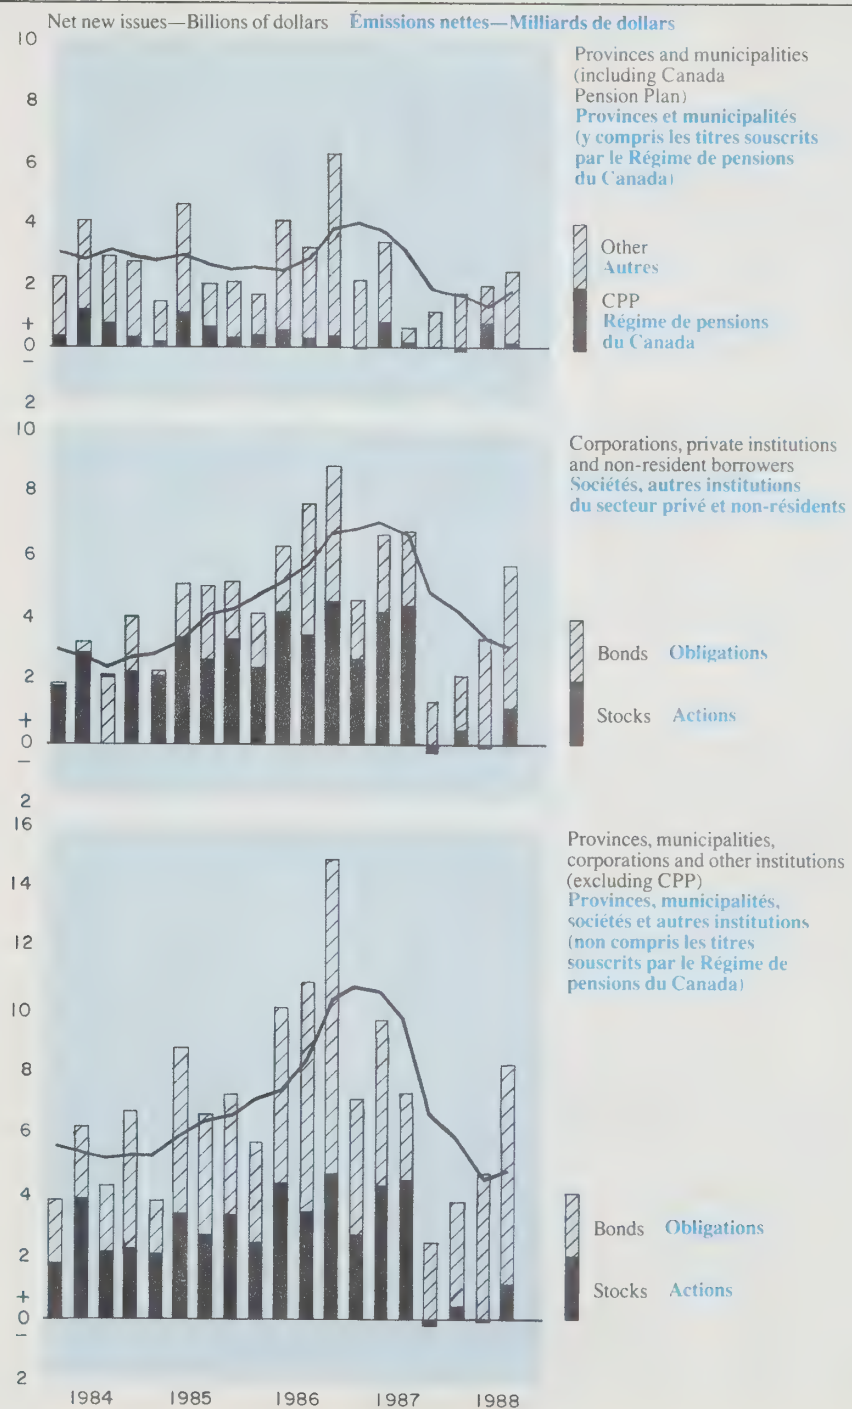 Net new issues—Billions of dollars Émissions nettes—Milliards de dollars
10
8
6
4
2
+
0
−
2
Provinces and municipalities
(including Canada
Pension Plan)
Provinces et municipalités
(y compris les titres souscrits
par le Régime de pensions
du Canada)
Other
Autres
CPP
Régime de pensions
du Canada
10
8
6
4
2
+
0
−
2
Corporations, private institutions
and non-resident borrowers
Sociétés, autres institutions
du secteur privé et non-résidents
Bonds Obligations
Stocks Actions
16
14
12
10
8
6
4
2
+
0
−
2
Provinces, municipalities,
corporations and other institutions
(excluding CPP)
Provinces, municipalités,
sociétés et autres institutions
(non compris les titres
souscrits par le Régime de
pensions du Canada)
Bonds Obligations
Stocks Actions
1984 1985 1986 1987 1988